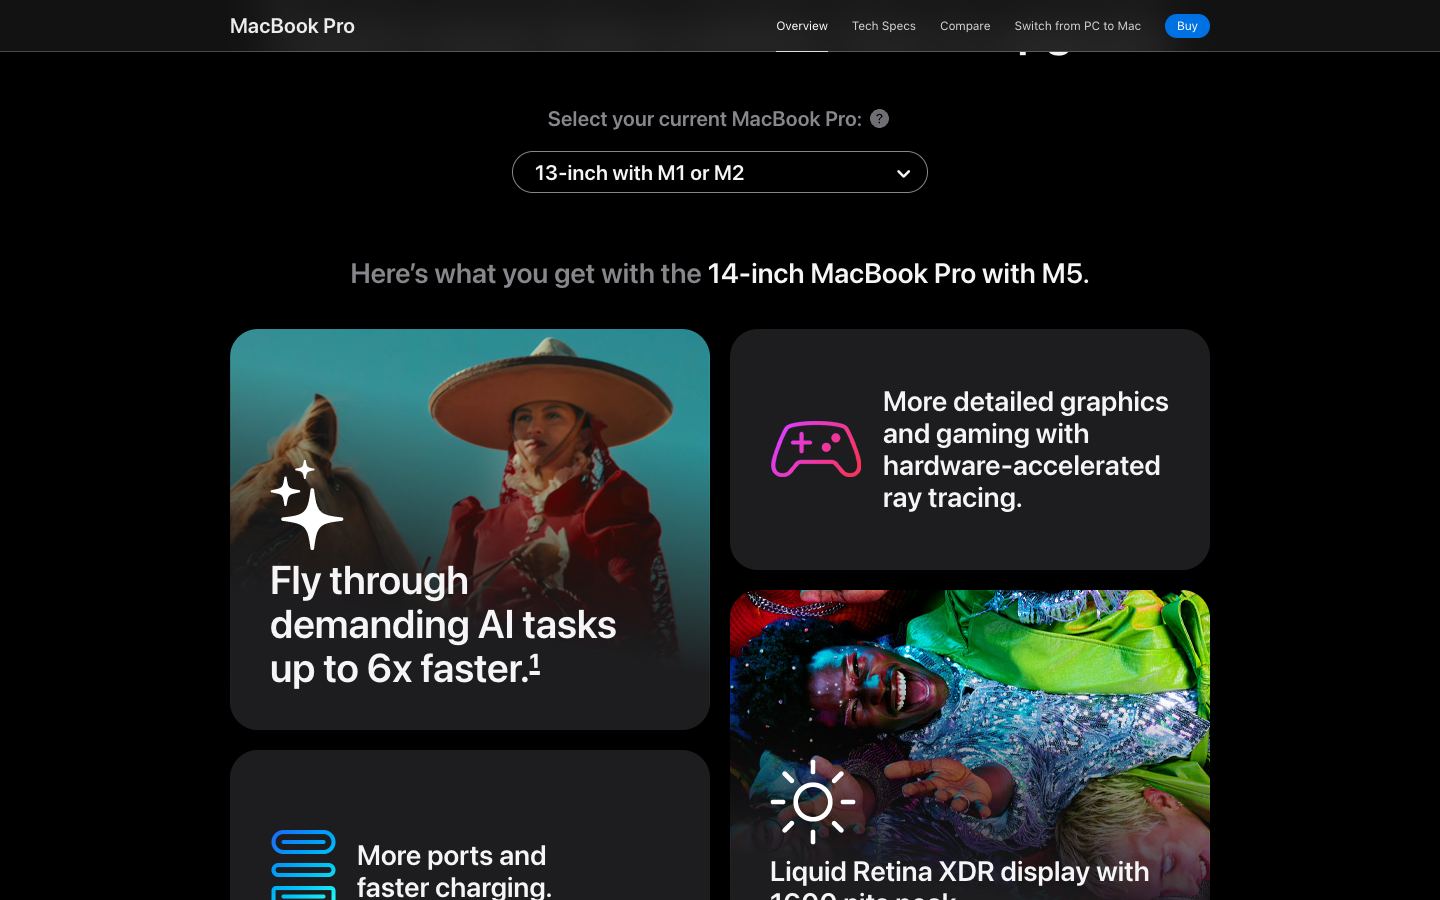 MacBook Pro
Overview
Tech Specs
Compare
Switch from PC to Mac
Buy
Select your current MacBook Pro: ?
13-inch with M1 or M2
Here's what you get with the 14-inch MacBook Pro with M5.
Fly through
demanding AI tasks
up to 6x faster.1
More detailed graphics
and gaming with
hardware-accelerated
ray tracing.
More ports and
faster charging.
Liquid Retina XDR display with
1600 nits peak